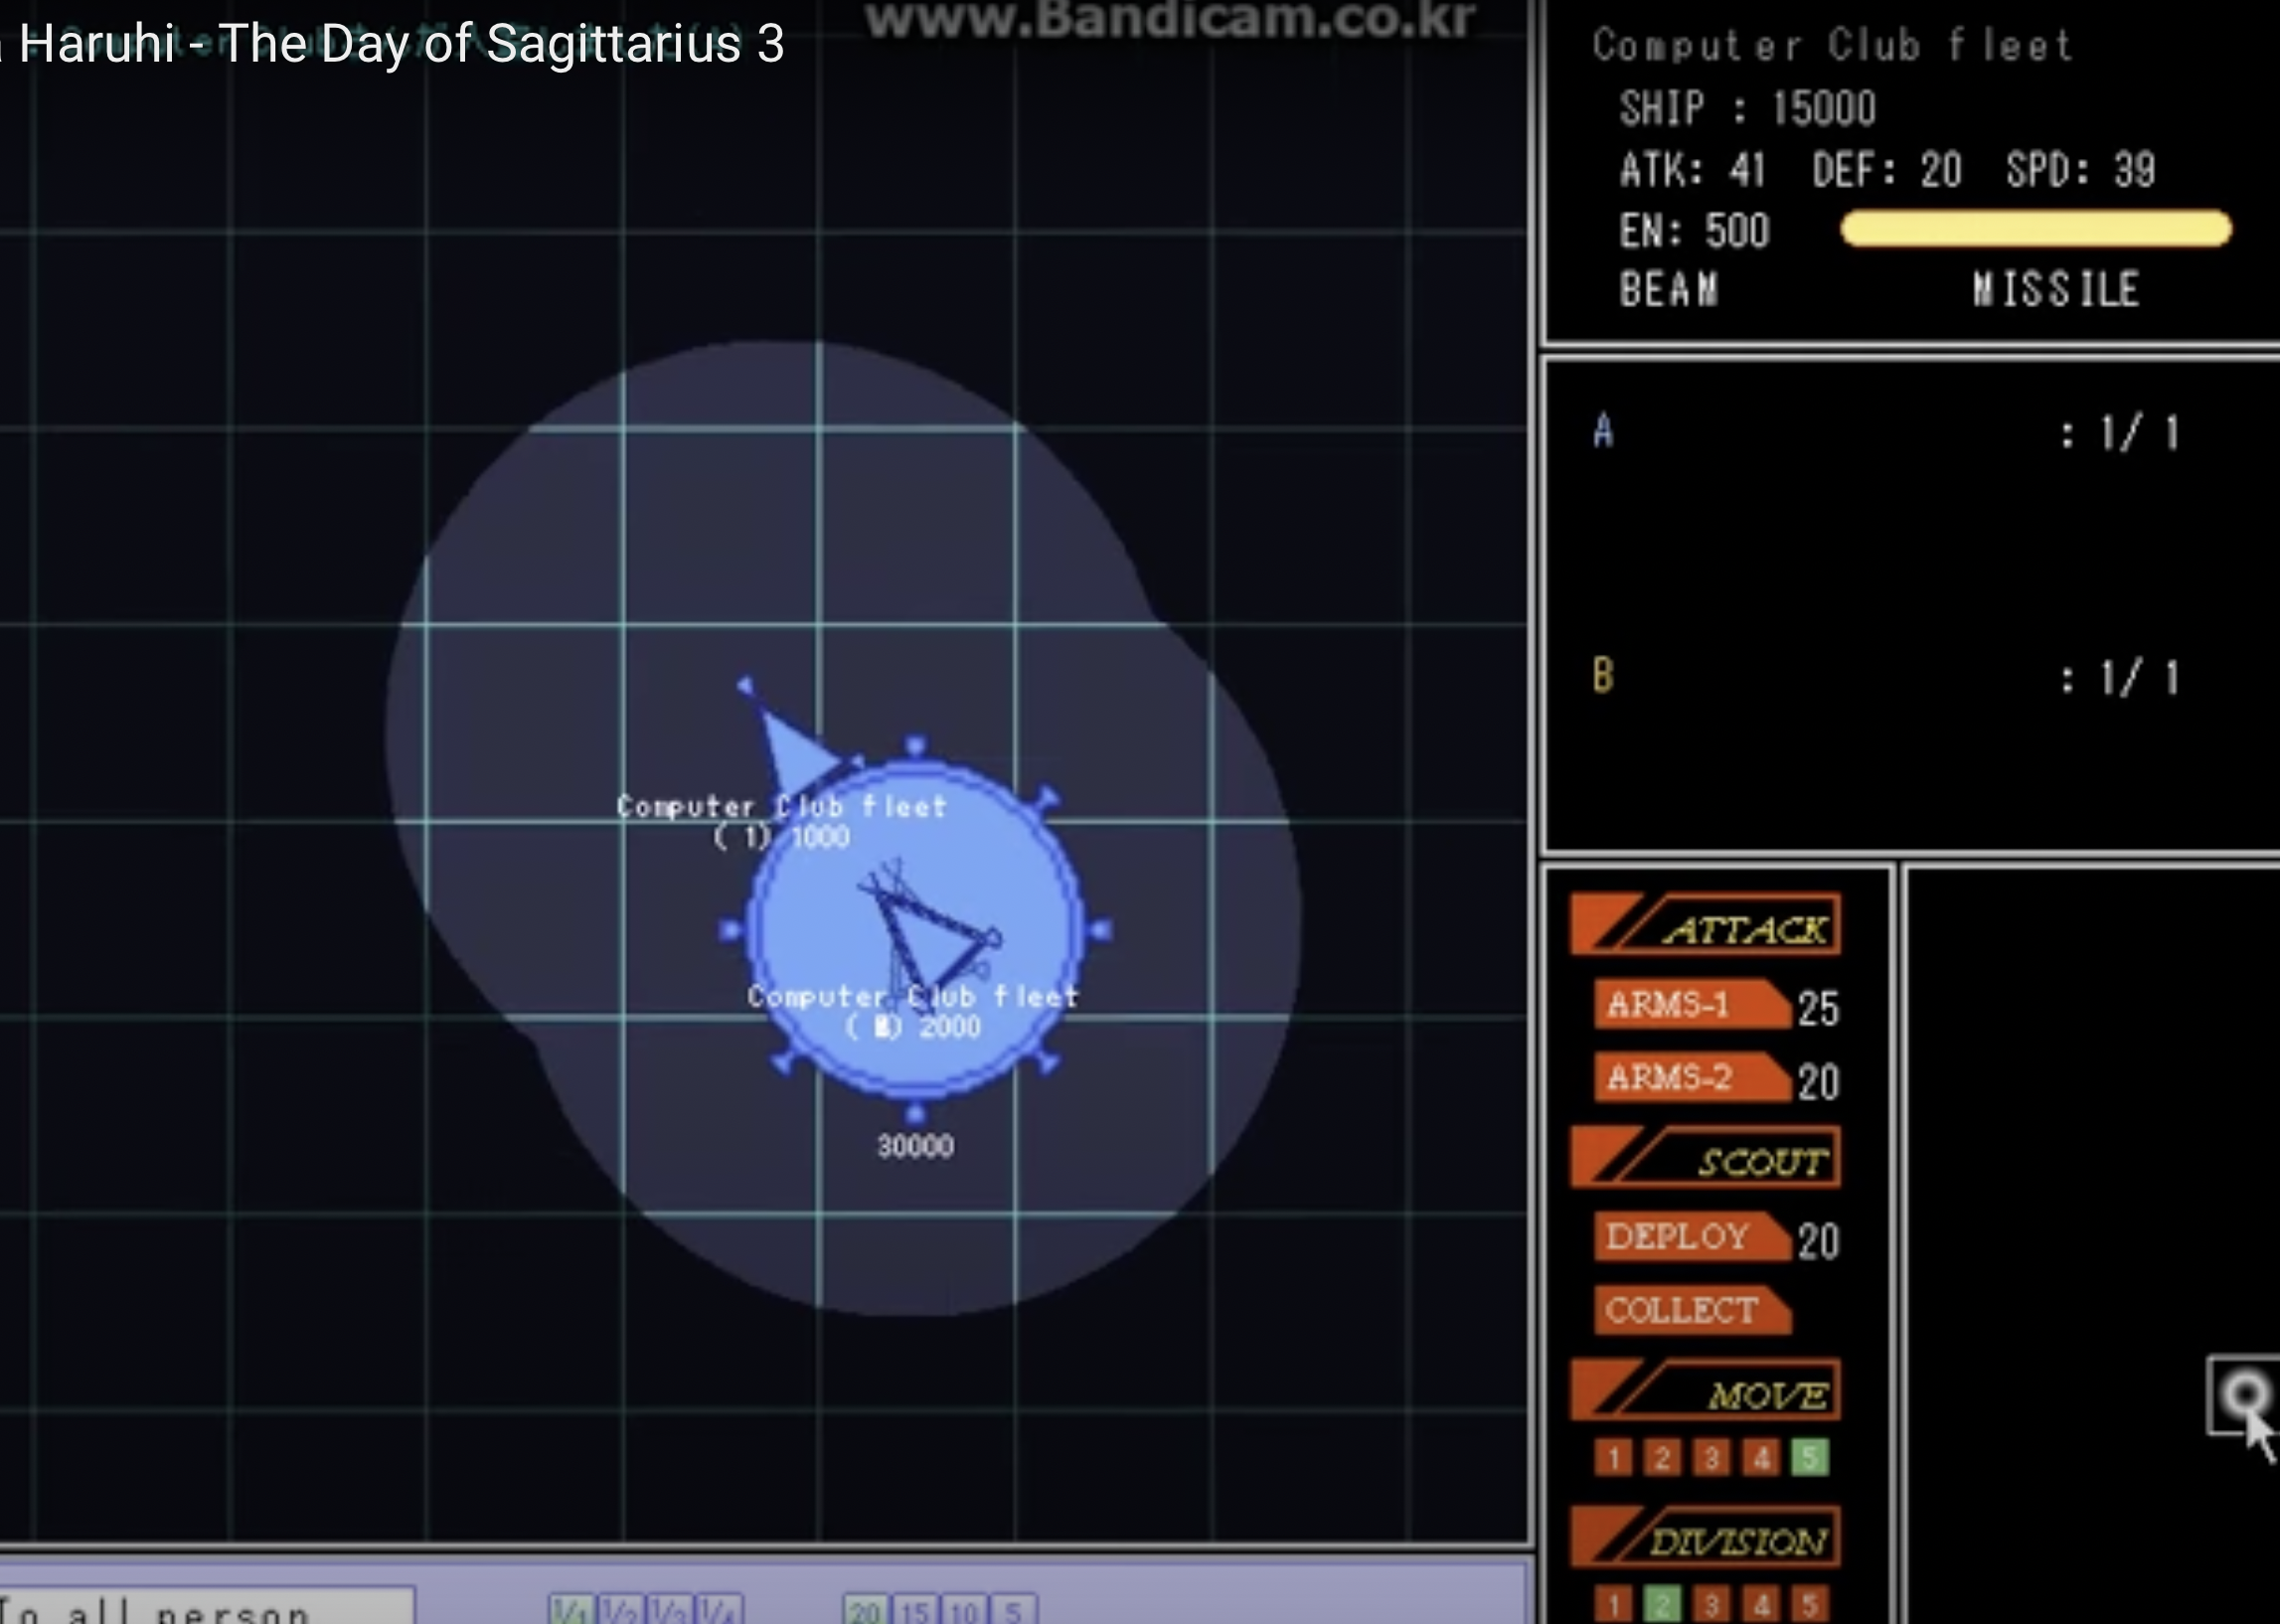 www.Bandicam.co.kr
Haruhi - The Day of Sagittarius 3
Computer Club fleet
SHIP : 15000
ATK: 41 DEF: 20 SPD: 39
EN: 500
BEAM MISSILE
A : 1/ 1
B : 1/ 1
Computer Club fleet
( 1) 1000
Computer Club fleet
2000
30000
ATTACK
ARMS-1 25
ARMS-2 20
SCOUT
DEPLOY 20
COLLECT
MOVE
1 2 3 4 5
DIVISION
1 2 3 4 5
To all person
1/1 1/2 1/3 1/4
20 15 10 5